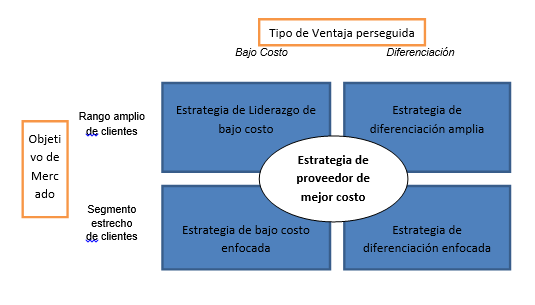 Tipo de Ventaja perseguida
Bajo Costo
Diferenciación
Rango amplio
de clientes
Estrategia de Liderazgo de
bajo costo
Estrategia de
diferenciación amplia
Objeti
vo de
Merc
ado
Estrategia de
proveedor de
mejor costo
Segmento
estrecho
de clientes
Estrategia de bajo costo
enfocada
Estrategia de
diferenciación enfocada